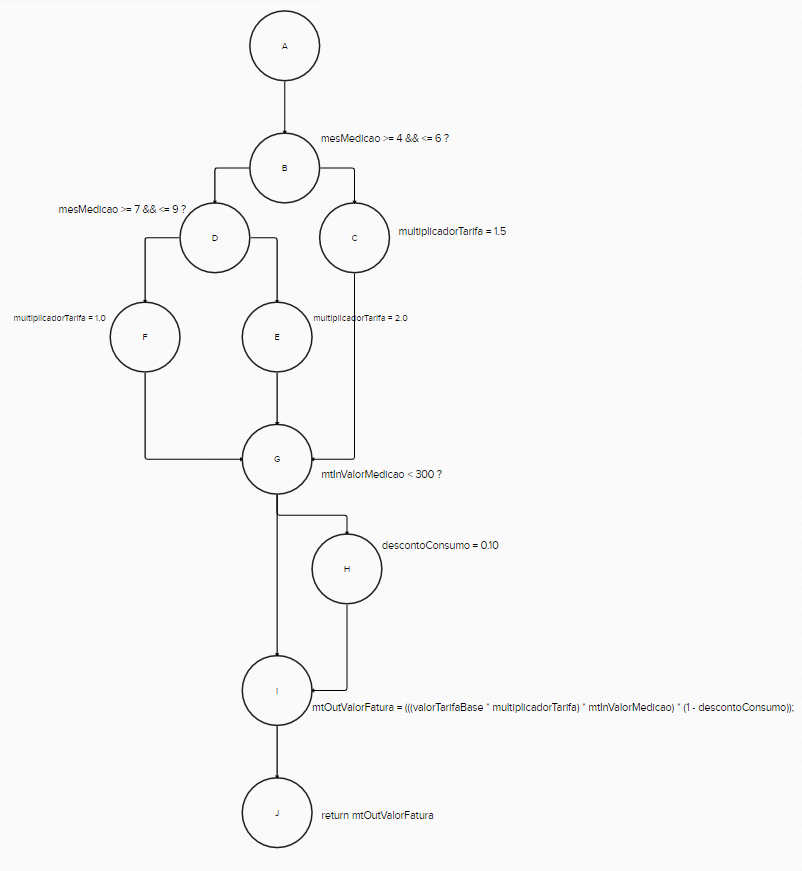 A
mesMedicao >= 4 && <= 6 ?
B
mesMedicao >= 7 && <= 9 ?
D
C
multiplicadorTarifa = 1.5
multiplicadorTarifa = 1.0
F
E
multiplicadorTarifa = 2.0
G
mtInValorMedicao < 300 ?
descontoConsumo = 0.10
H
I
mtOutValorFatura = (((valorTarifaBase * multiplicadorTarifa) * mtInValorMedicao) * (1 - descontoConsumo));
J
return mtOutValorFatura